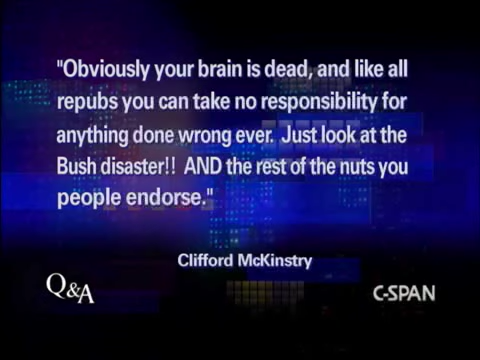 "Obviously your brain is dead, and like all
repubs you can take no responsibility for
anything done wrong ever.  Just look at the
Bush disaster!!  AND the rest of the nuts you
people endorse."
Clifford McKinstry
Q&A
C-SPAN